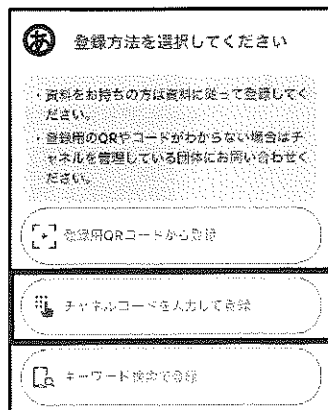 あ 登録方法を選択してください
・資料をお持ちの方は資料に従って登録してく
ださい。
・登録用のQRやコードがわからない場合はチ
ャネルを管理している団体にお問い合わせく
ださい。
登録用QRコードから登録
チャネルコードを入力して登録
キーワード検索で登録